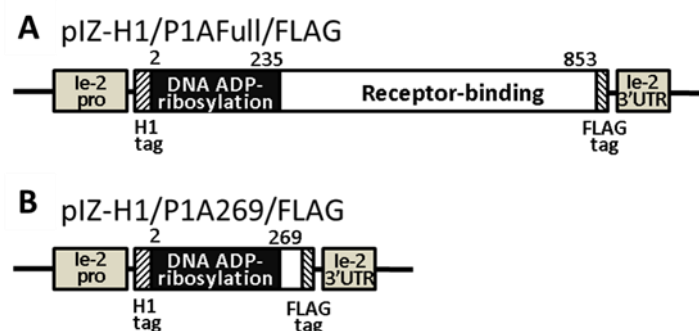 A pIZ-H1/P1AFull/FLAG
2 235 853
Ie-2 pro
DNA ADP-ribosylation
Receptor-binding
Ie-2 3'UTR
H1 tag
FLAG tag
B pIZ-H1/P1A269/FLAG
2 269
Ie-2 pro
DNA ADP-ribosylation
Ie-2 3'UTR
H1 tag
FLAG tag